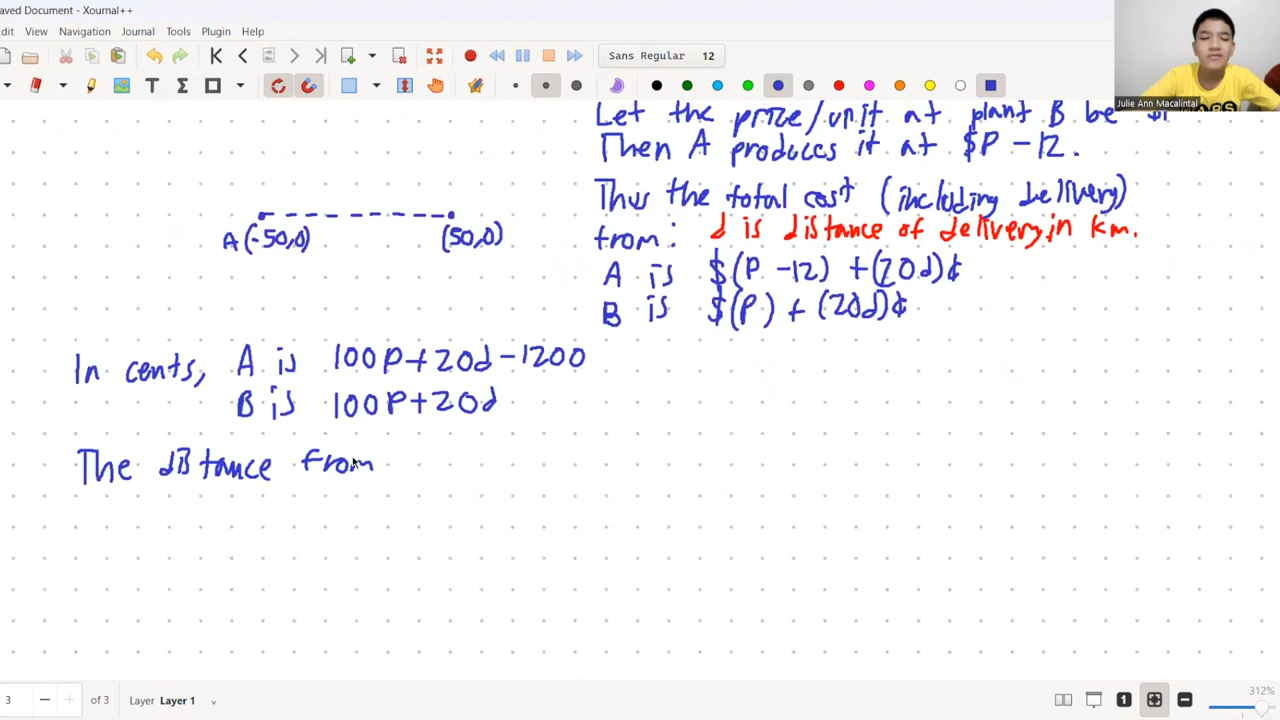 aved Document - Xournal++
dit View Navigation Journal Tools Plugin Help
Sans Regular 12
Julie Ann Macalintal
Let the price/unit at plant B be
Then A produces it at $P - 12.
Thus the total cost (including delivery)
from: d is distance of delivery in km.
A is $(P - 12) + (20d)¢
B is $(P) + (20d)¢
A (-50,0) (50,0)
In cents, A is 100P + 20d - 1200
B is 100P + 20d
The distance from
3 of 3 Layer Layer 1 1 312%